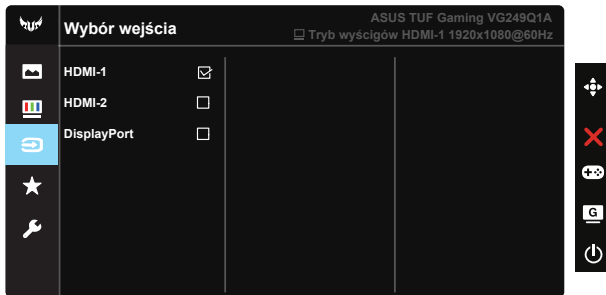 Wybór wejścia
ASUS TUF Gaming VG249Q1A
Tryb wyścigów HDMI-1 1920x1080@60Hz
HDMI-1
HDMI-2
DisplayPort
G